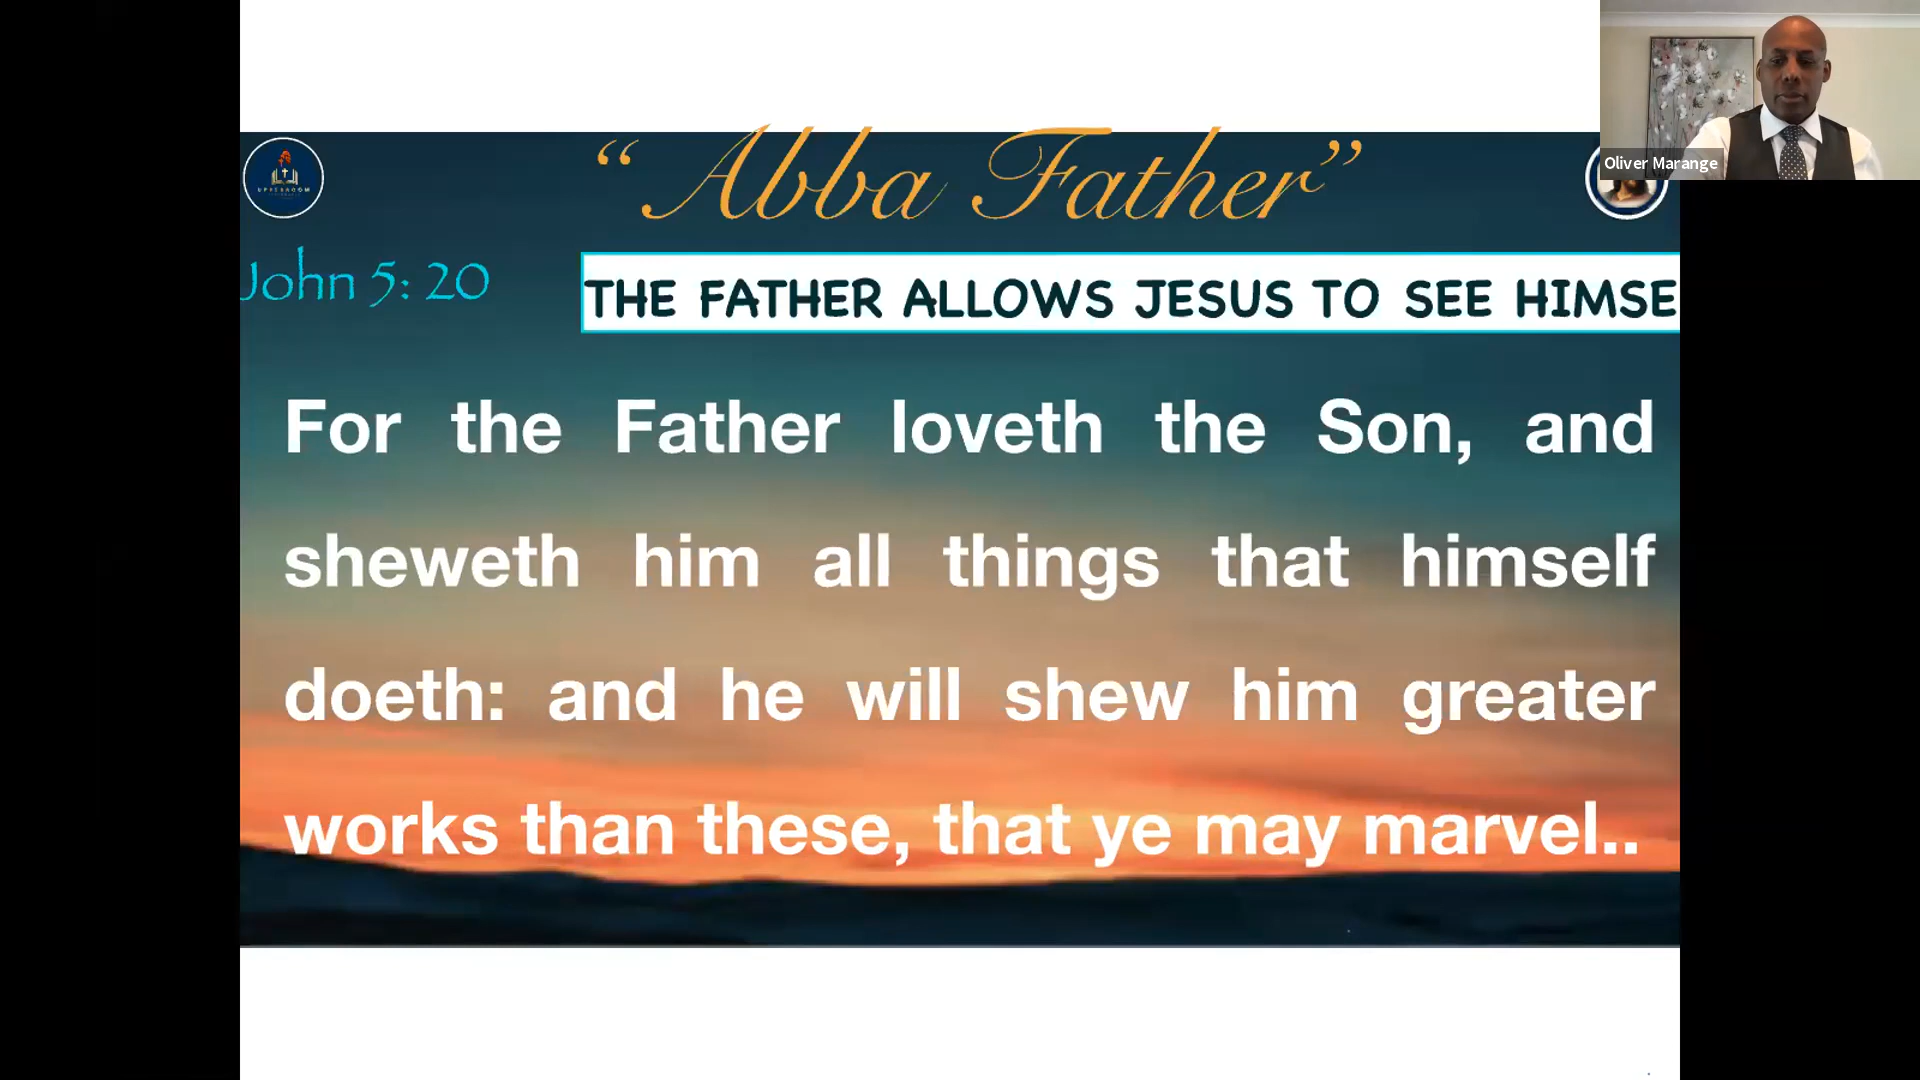 “Abba Father”
Oliver Marange
UPPEROOM
John 5: 20
THE FATHER ALLOWS JESUS TO SEE HIMSE
For the Father loveth the Son, and
sheweth him all things that himself
doeth: and he will shew him greater
works than these, that ye may marvel..